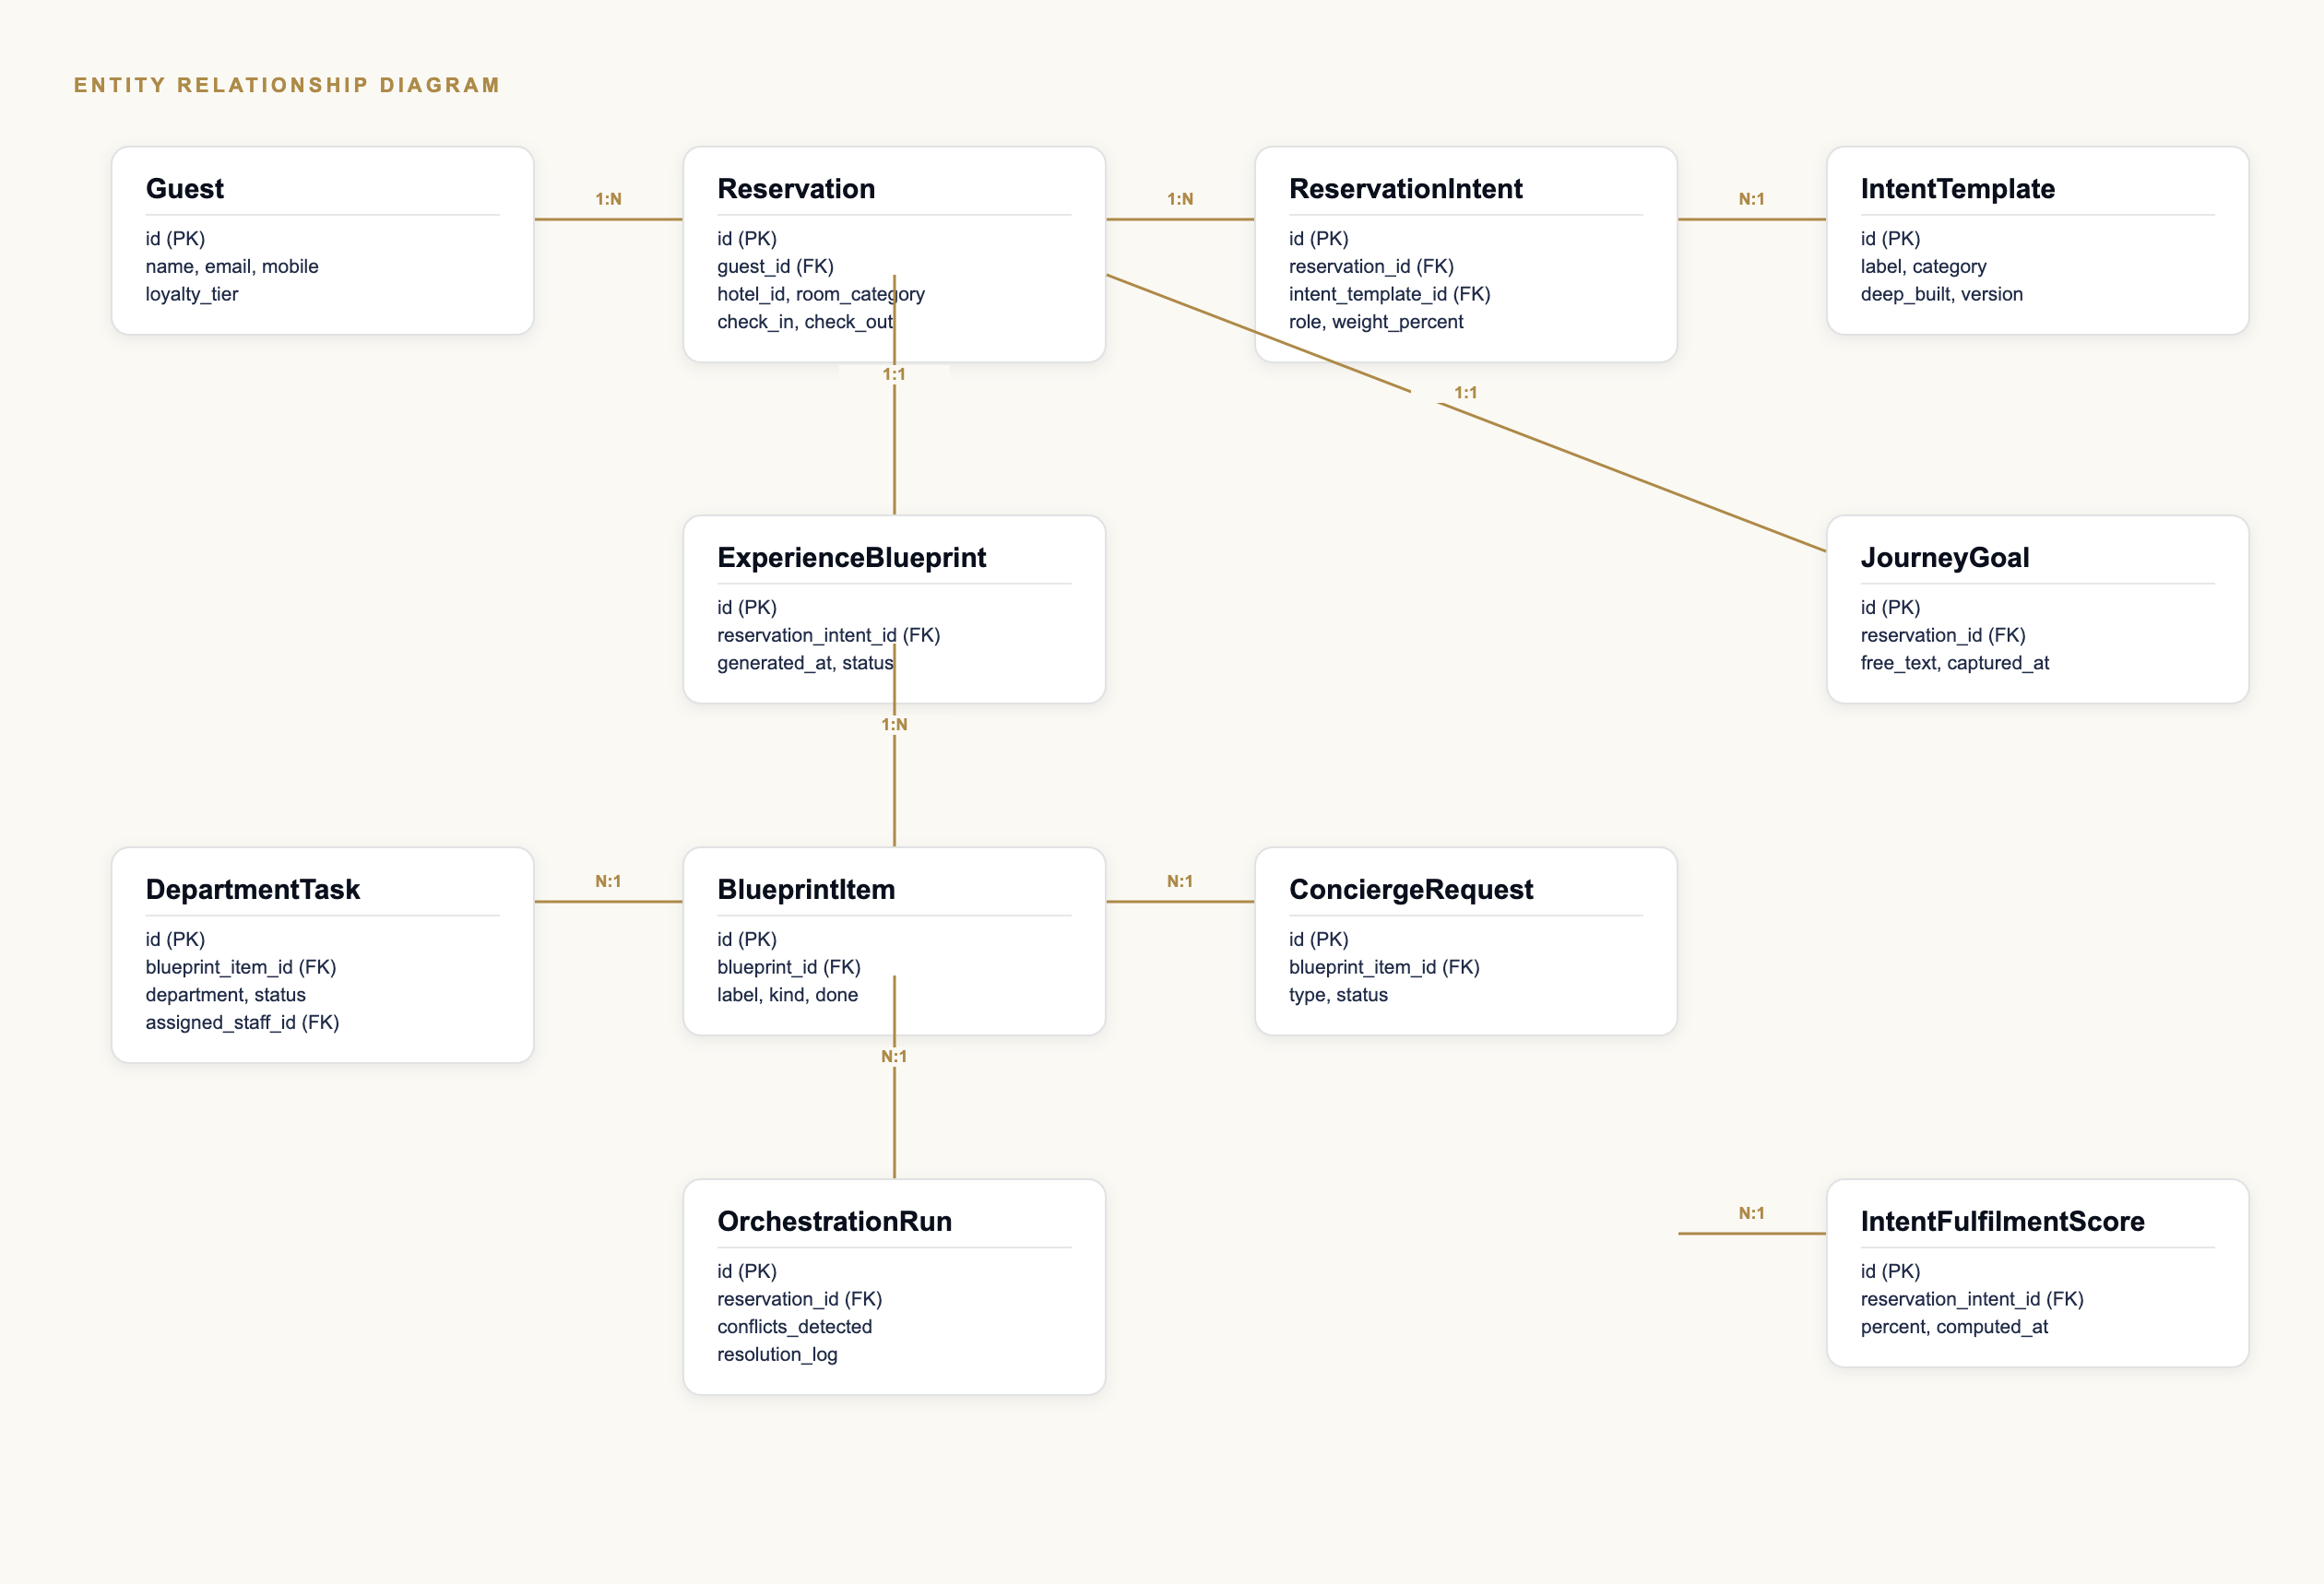 ENTITY RELATIONSHIP DIAGRAM
Guest
id (PK)
name, email, mobile
loyalty_tier
1:N
Reservation
id (PK)
guest_id (FK)
hotel_id, room_category
check_in, check_out
1:N
ReservationIntent
id (PK)
reservation_id (FK)
intent_template_id (FK)
role, weight_percent
N:1
IntentTemplate
id (PK)
label, category
deep_built, version
1:1
1:1
ExperienceBlueprint
id (PK)
reservation_intent_id (FK)
generated_at, status
JourneyGoal
id (PK)
reservation_id (FK)
free_text, captured_at
1:N
DepartmentTask
id (PK)
blueprint_item_id (FK)
department, status
assigned_staff_id (FK)
N:1
BlueprintItem
id (PK)
blueprint_id (FK)
label, kind, done
N:1
ConciergeRequest
id (PK)
blueprint_item_id (FK)
type, status
N:1
OrchestrationRun
id (PK)
reservation_id (FK)
conflicts_detected
resolution_log
N:1
IntentFulfilmentScore
id (PK)
reservation_intent_id (FK)
percent, computed_at